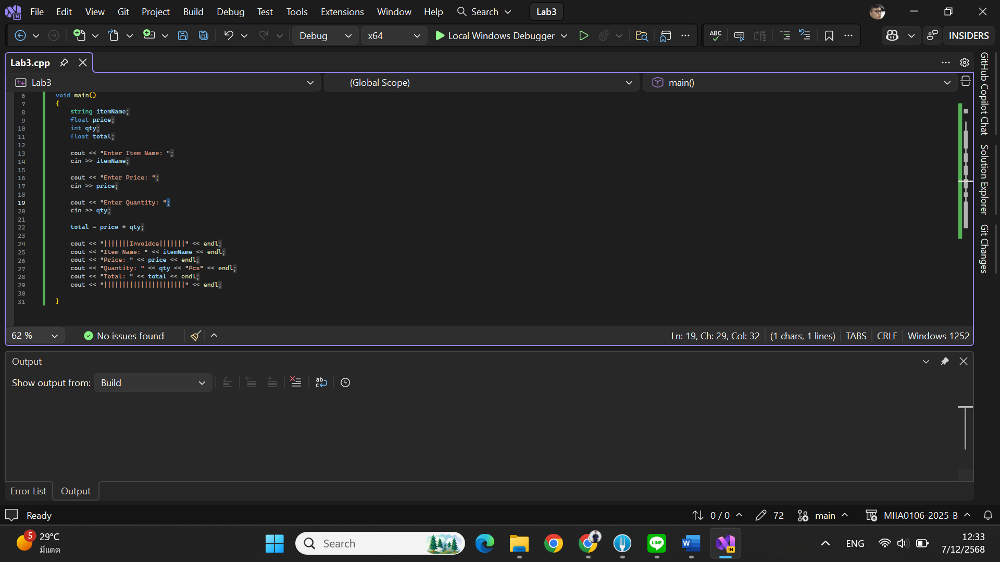 File Edit View Git Project Build Debug Test Tools Extensions Window Help Search Lab3
Debug x64 Local Windows Debugger INSIDERS
Lab3.cpp
Lab3 (Global Scope) main()
6 void main()
7 {
8 string itemName;
9 float price;
10 int qty;
11 float total;
12
13 cout << "Enter Item Name: ";
14 cin >> itemName;
15
16 cout << "Enter Price: ";
17 cin >> price;
18
19 cout << "Enter Quantity: ";
20 cin >> qty;
21
22 total = price * qty;
23
24 cout << "|||||||Invoidce|||||||" << endl;
25 cout << "Item Name: " << itemName << endl;
26 cout << "Price: " << price << endl;
27 cout << "Quantity: " << qty << "Pcs" << endl;
28 cout << "Total: " << total << endl;
29 cout << "||||||||||||||||||||||" << endl;
30
31 }
62 % No issues found Ln: 19, Ch: 29, Col: 32 (1 chars, 1 lines) TABS CRLF Windows 1252
Output
Show output from: Build
Error List Output
Ready 0 / 0 72 main MIIA0106-2025-B
GitHub Copilot Chat
Solution Explorer
Git Changes
5 29°C
มีแดด
Search
ENG
12:33
7/12/2568